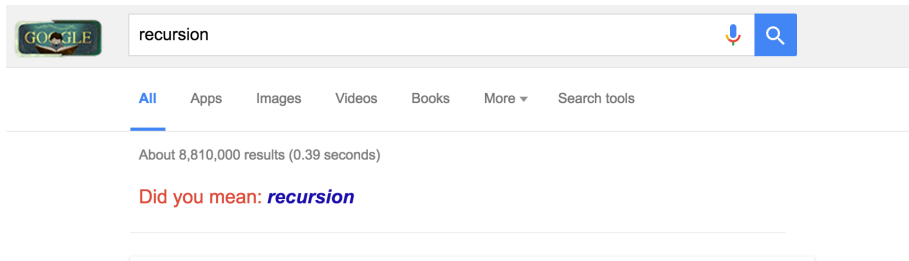 GOOGLE recursion
All Apps Images Videos Books More Search tools
About 8,810,000 results (0.39 seconds)
Did you mean: recursion